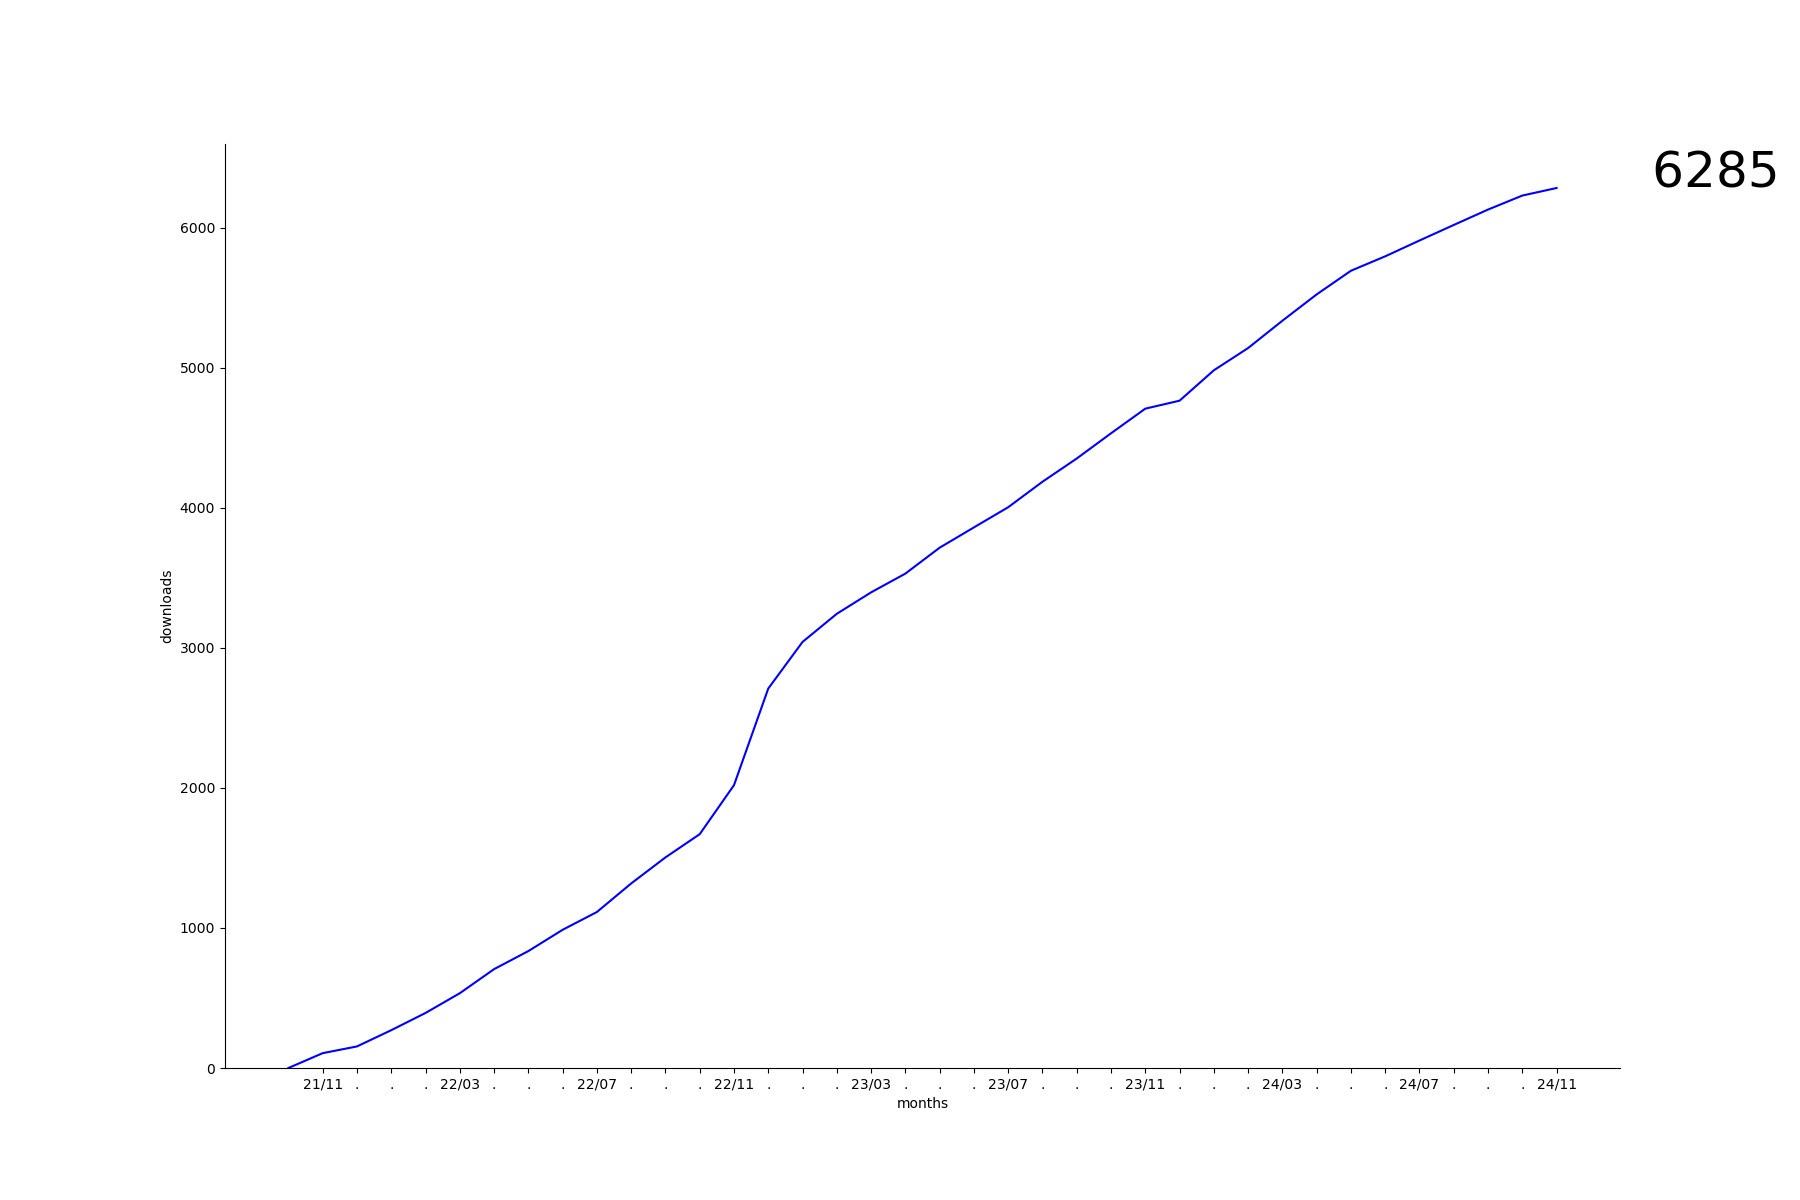 6285
6000
5000
4000
3000
2000
1000
0
downloads
21/11 . . . 22/03 . . . 22/07 . . . 22/11 . . . 23/03 . . . 23/07 . . . 23/11 . . . 24/03 . . . 24/07 . . . 24/11
months